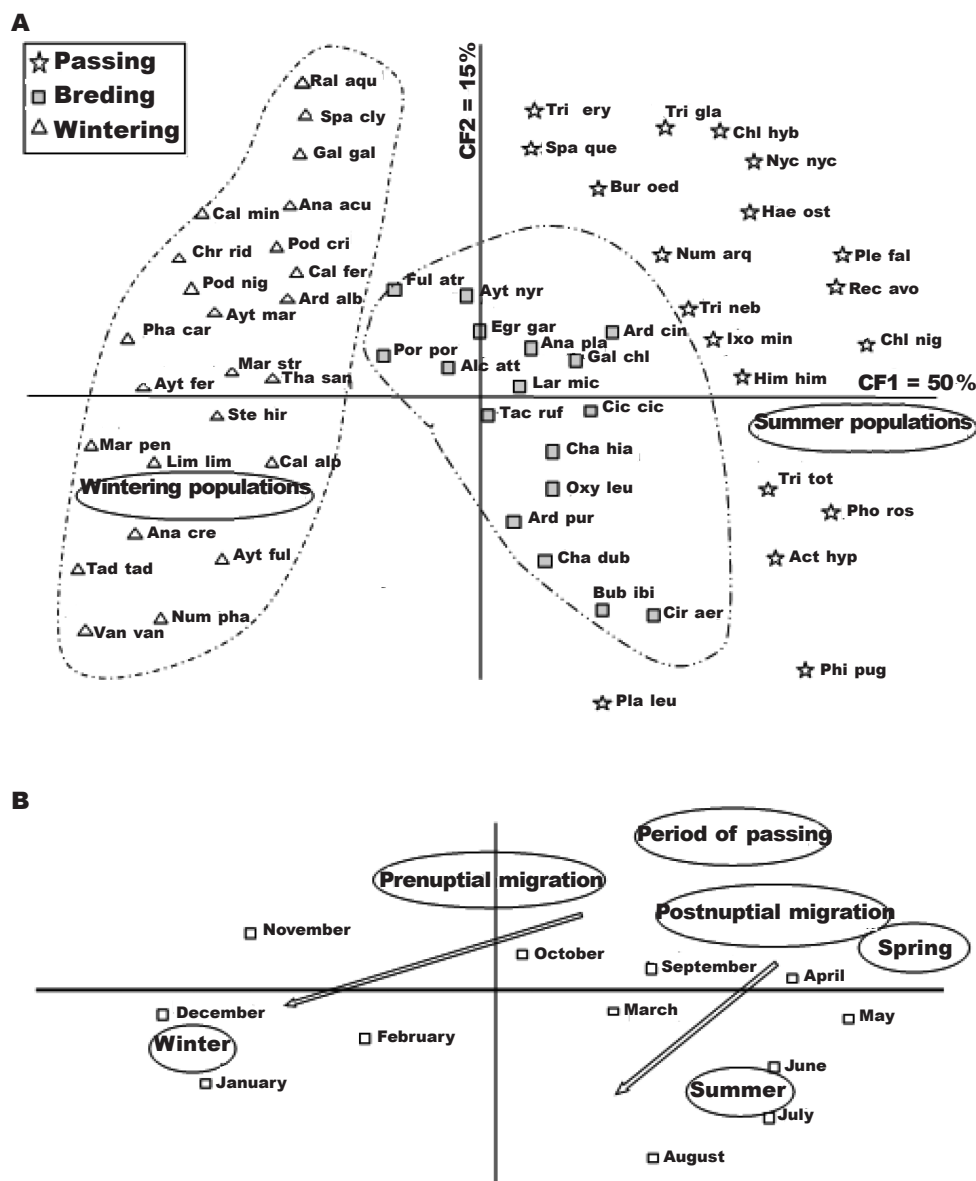 A
Passing
Breding
Wintering
CF2 = 15%
Ral aqu
Spa cly
Gal gal
Ana acu
Cal min
Pod cri
Chr rid
Cal fer
Pod nig
Ard alb
Ayt mar
Pha car
Mar str
Tha san
Ayt fer
Ste hir
Mar pen
Lim lim
Cal alp
Wintering populations
Ana cre
Ayt ful
Tad tad
Num pha
Van van
Ful atr
Ayt nyr
Egr gar
Ana pla
Ard cin
Por por
Alc att
Gal chl
Lar mic
Tac ruf
Cic cic
Cha hia
Oxy leu
Ard pur
Cha dub
Bub ibi
Cir aer
Tri ery
Tri gla
Chl hyb
Spa que
Nyc nyc
Bur oed
Hae ost
Num arq
Ple fal
Rec avo
Tri neb
Ixo min
Chl nig
Him him
CF1 = 50%
Summer populations
Tri tot
Pho ros
Act hyp
Phi pug
Pla leu
B
Period of passing
Prenuptial migration
Postnuptial migration
Spring
November
October
September
April
December
March
May
February
Winter
January
June
Summer
July
August